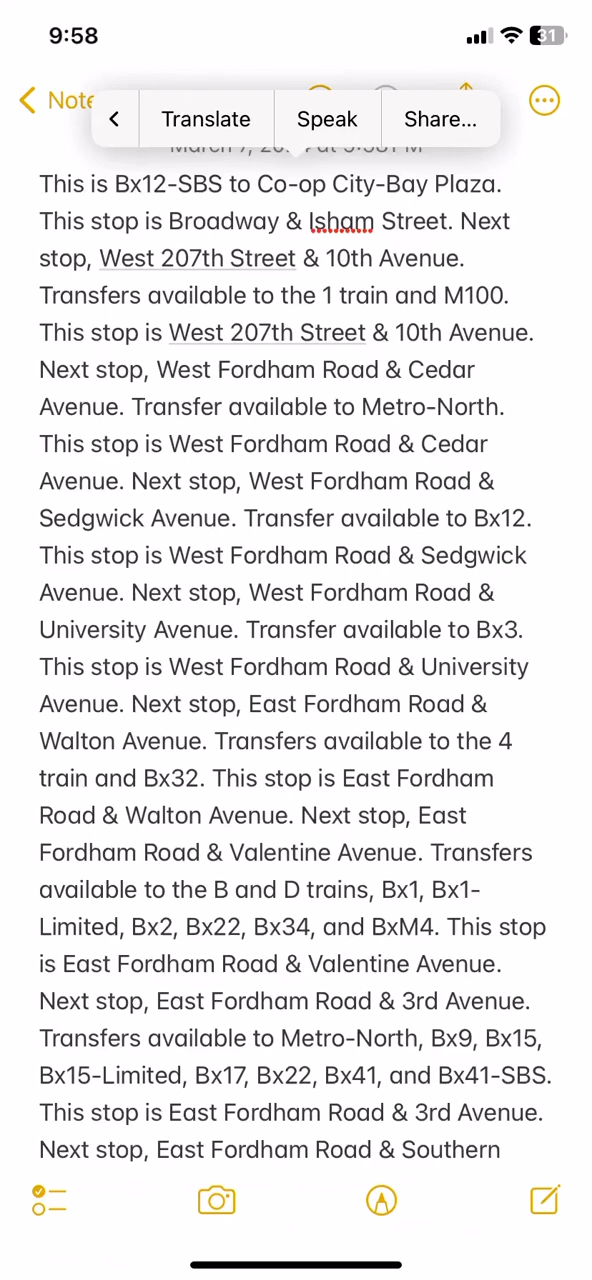 9:58
31
Note
Translate
Speak
Share...
This is Bx12-SBS to Co-op City-Bay Plaza.
This stop is Broadway & Isham Street. Next
stop, West 207th Street & 10th Avenue.
Transfers available to the 1 train and M100.
This stop is West 207th Street & 10th Avenue.
Next stop, West Fordham Road & Cedar
Avenue. Transfer available to Metro-North.
This stop is West Fordham Road & Cedar
Avenue. Next stop, West Fordham Road &
Sedgwick Avenue. Transfer available to Bx12.
This stop is West Fordham Road & Sedgwick
Avenue. Next stop, West Fordham Road &
University Avenue. Transfer available to Bx3.
This stop is West Fordham Road & University
Avenue. Next stop, East Fordham Road &
Walton Avenue. Transfers available to the 4
train and Bx32. This stop is East Fordham
Road & Walton Avenue. Next stop, East
Fordham Road & Valentine Avenue. Transfers
available to the B and D trains, Bx1, Bx1-
Limited, Bx2, Bx22, Bx34, and BxM4. This stop
is East Fordham Road & Valentine Avenue.
Next stop, East Fordham Road & 3rd Avenue.
Transfers available to Metro-North, Bx9, Bx15,
Bx15-Limited, Bx17, Bx22, Bx41, and Bx41-SBS.
This stop is East Fordham Road & 3rd Avenue.
Next stop, East Fordham Road & Southern